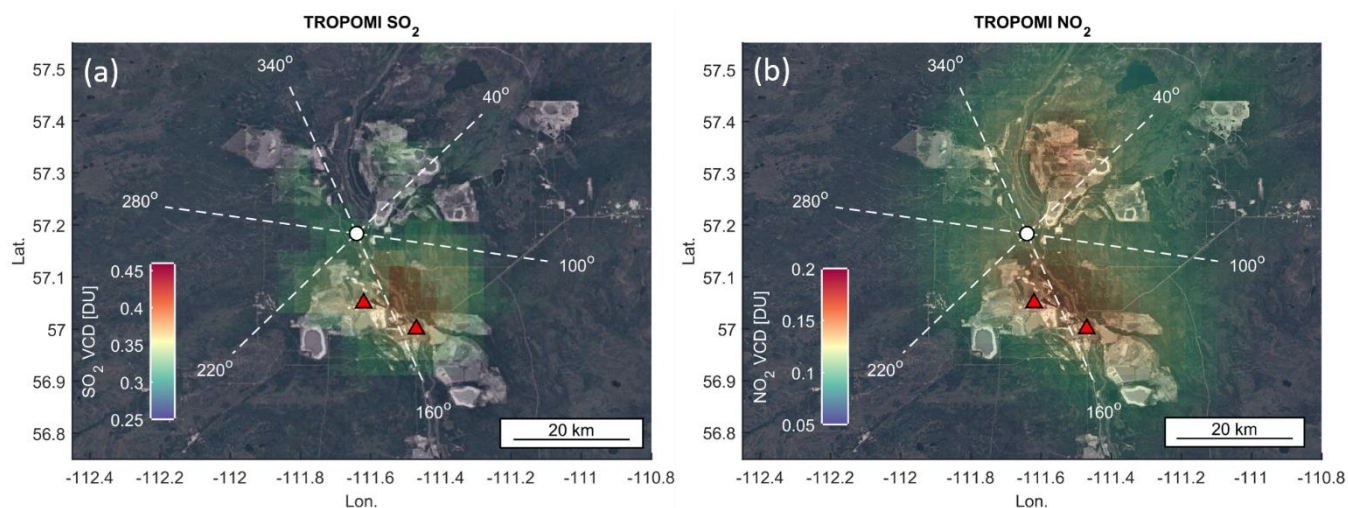 TROPOMI SO₂
(a)
340°
40°
280°
100°
220°
160°
57.5
57.4
57.3
57.2
57.1
57
56.9
56.8
Lat.
0.45
0.4
0.35
0.3
0.25
SO₂ VCD [DU]
20 km
-112.4 -112.2 -112 -111.8 -111.6 -111.4 -111.2 -111 -110.8
Lon.
TROPOMI NO₂
(b)
340°
40°
280°
100°
220°
160°
57.5
57.4
57.3
57.2
57.1
57
56.9
56.8
Lat.
0.2
0.15
0.1
0.05
NO₂ VCD [DU]
20 km
-112.4 -112.2 -112 -111.8 -111.6 -111.4 -111.2 -111 -110.8
Lon.